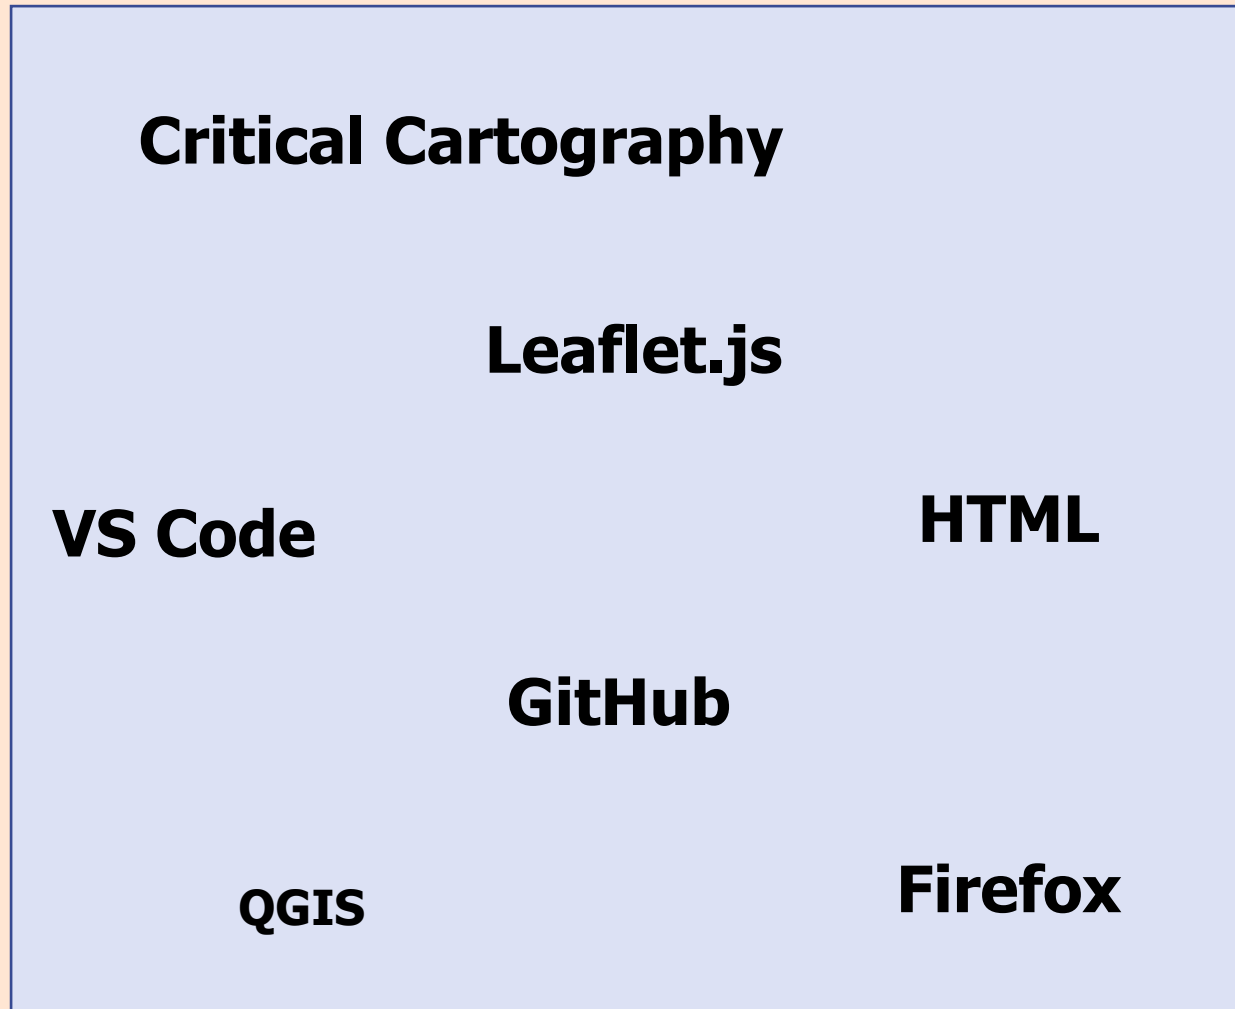 Critical Cartography
Leaflet.js
VS Code
HTML
GitHub
QGIS
Firefox